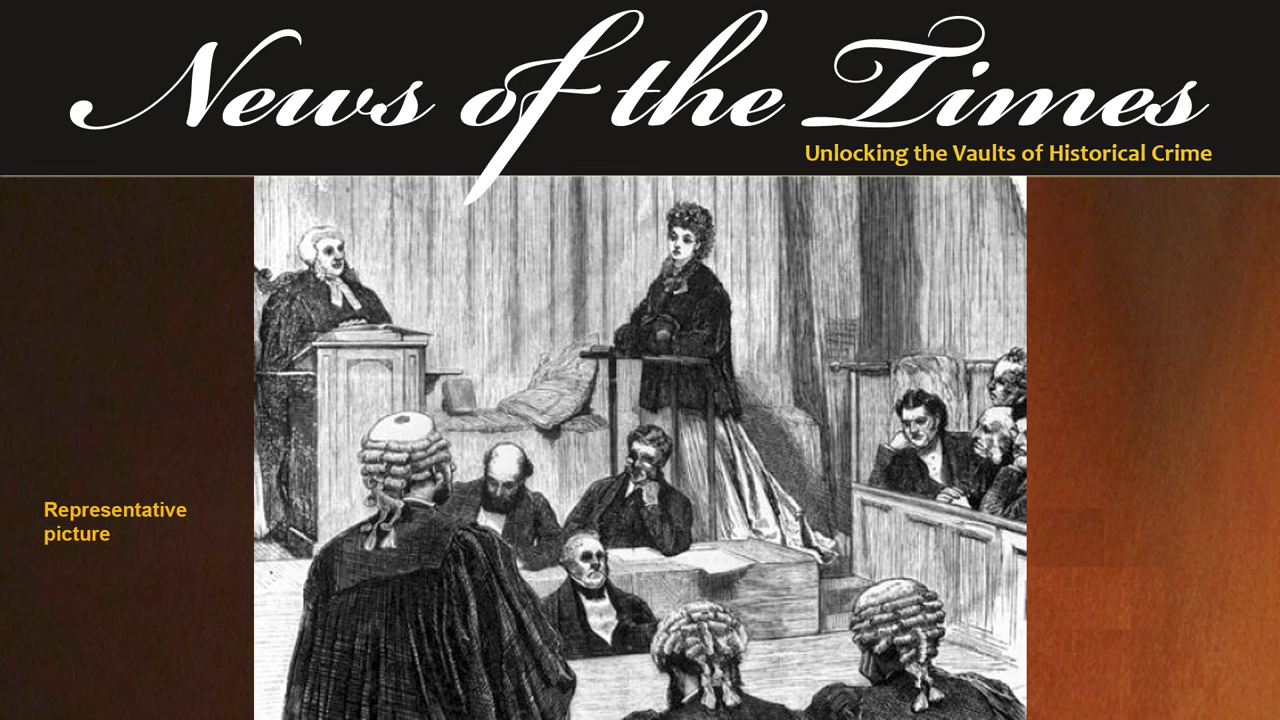 News of the Times
Unlocking the Vaults of Historical Crime
Representative
picture